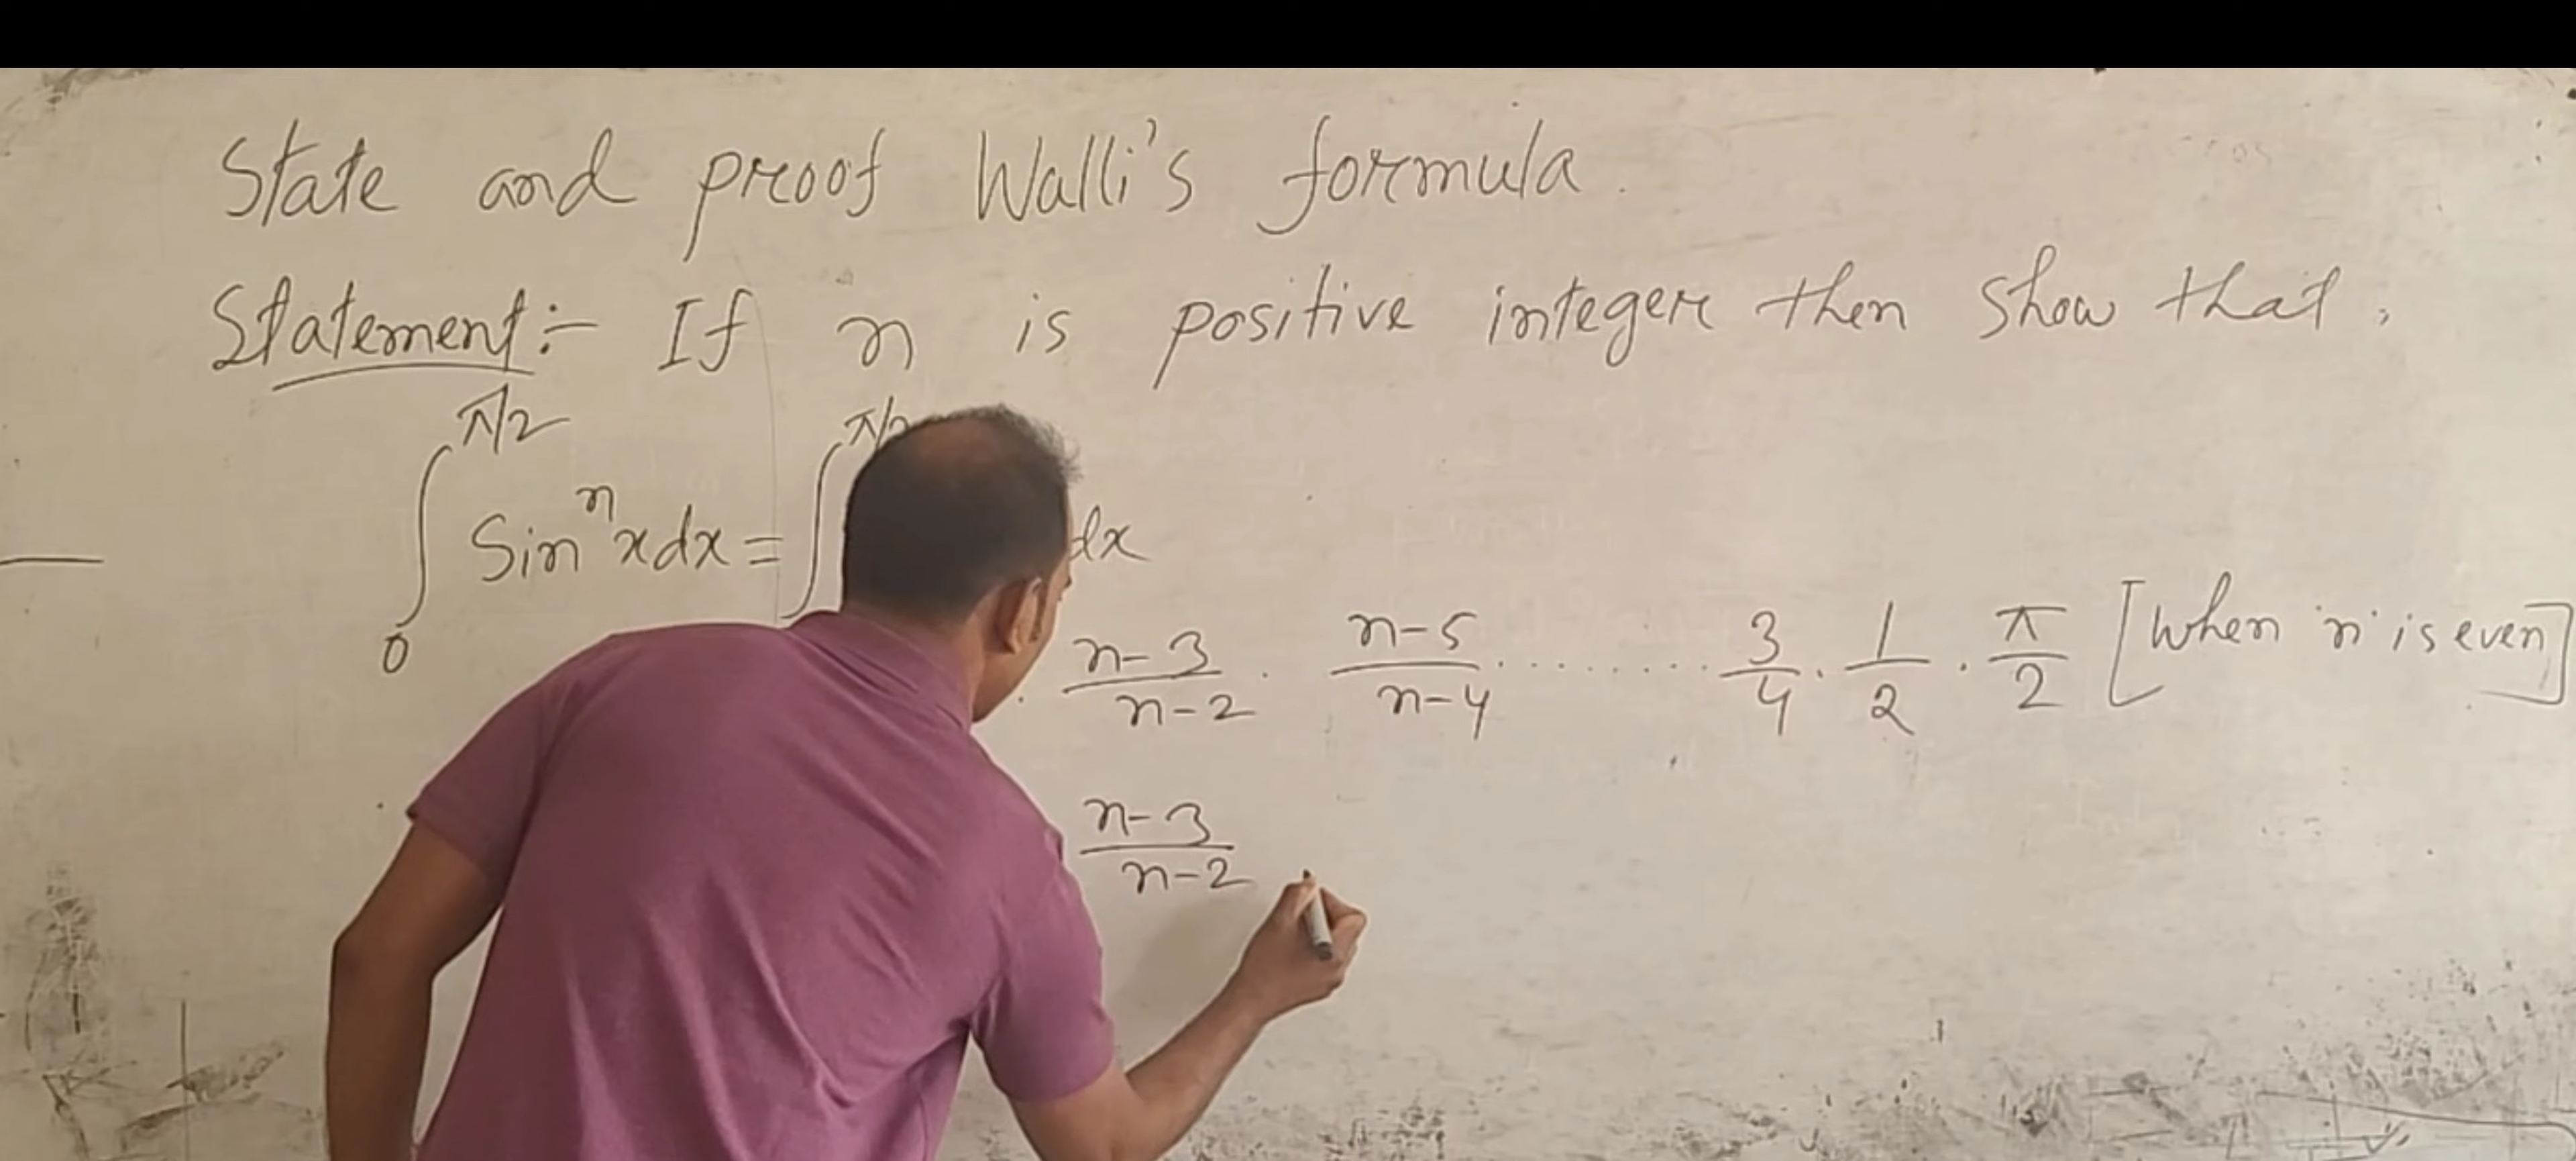 State and proof Walli's formula.
Statement:- If n is positive integer then show that,
∫₀^π/2 Sinⁿx dx = ∫ dx
. n-3/n-2 . n-5/n-4 ........ 3/4 . 1/2 . π/2 [When 'n' is even]
n-3/n-2